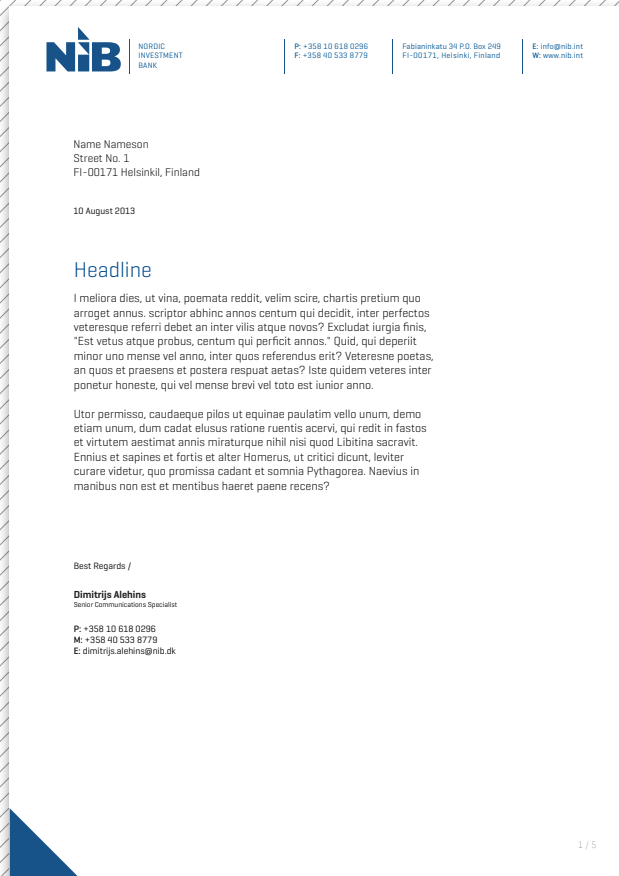 NIB
NORDIC
INVESTMENT
BANK
P: +358 10 618 0296
F: +358 40 533 8779
Fabianinkatu 34 P.O. Box 249
FI-00171, Helsinki, Finland
E: info@nib.int
W: www.nib.int
Name Nameson
Street No. 1
FI-00171 Helsinkil, Finland
10 August 2013
Headline
I meliora dies, ut vina, poemata reddit, velim scire, chartis pretium quo
arroget annus. scriptor abhinc annos centum qui decidit, inter perfectos
veteresque referri debet an inter vilis atque novos? Excludat iurgia finis,
"Est vetus atque probus, centum qui perficit annos." Quid, qui deperiit
minor uno mense vel anno, inter quos referendus erit? Veteresne poetas,
an quos et praesens et postera respuat aetas? Iste quidem veteres inter
ponetur honeste, qui vel mense brevi vel toto est iunior anno.
Utor permisso, caudaeque pilos ut equinae paulatim vello unum, demo
etiam unum, dum cadat elusus ratione ruentis acervi, qui redit in fastos
et virtutem aestimat annis miraturque nihil nisi quod Libitina sacravit.
Ennius et sapines et fortis et alter Homerus, ut critici dicunt, leviter
curare videtur, quo promissa cadant et somnia Pythagorea. Naevius in
manibus non est et mentibus haeret paene recens?
Best Regards /
Dimitrijs Alehins
Senior Communications Specialist
P: +358 10 618 0296
M: +358 40 533 8779
E: dimitrijs.alehins@nib.dk
1 / 5